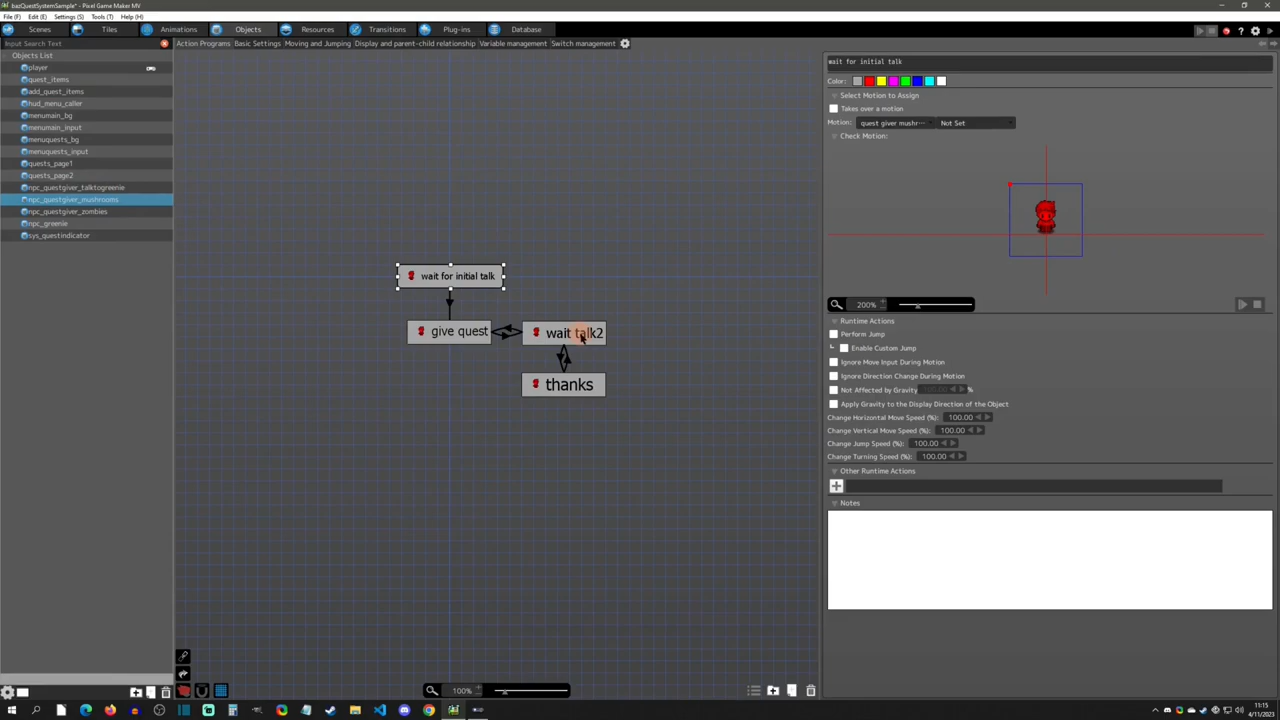 bazQuestSystemSample* - Pixel Game Maker MV
File (F) Edit (E) Settings (S) Tools (T) Help (H)
Scenes Tiles Animations Objects Resources Transitions Plug-ins Database
Input Search Text
Action Programs Basic Settings Moving and Jumping Display and parent-child relationship Variable management Switch management
Objects List
player
quest_items
add_quest_items
hud_menu_caller
menumain_bg
menumain_input
menuquests_bg
menuquests_input
quests_page1
quests_page2
npc_questgiver_talktogreenie
npc_questgiver_mushrooms
npc_questgiver_zombies
npc_greenie
sys_questindicator
wait for initial talk
give quest
wait talk2
thanks
100%
wait for initial talk
Color:
Select Motion to Assign
Takes over a motion
Motion: quest giver mushr··· Not Set
Check Motion:
200%
Runtime Actions
Perform Jump
Enable Custom Jump
Ignore Move Input During Motion
Ignore Direction Change During Motion
Not Affected by Gravity 100.00 %
Apply Gravity to the Display Direction of the Object
Change Horizontal Move Speed (%): 100.00
Change Vertical Move Speed (%): 100.00
Change Jump Speed (%): 100.00
Change Turning Speed (%): 100.00
Other Runtime Actions
Notes
11:15
4/11/2023